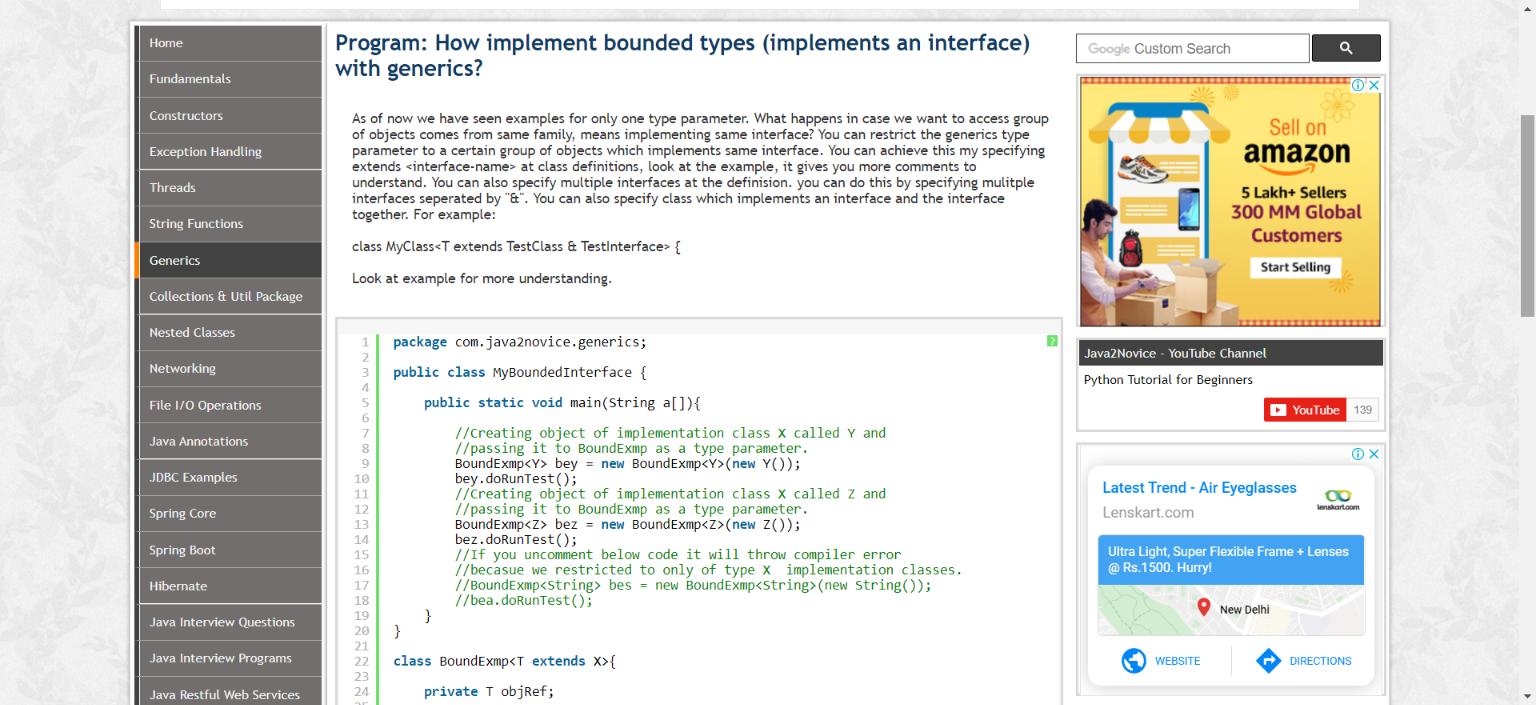 Home
Fundamentals
Constructors
Exception Handling
Threads
String Functions
Generics
Collections & Util Package
Nested Classes
Networking
File I/O Operations
Java Annotations
JDBC Examples
Spring Core
Spring Boot
Hibernate
Java Interview Questions
Java Interview Programs
Java Restful Web Services
Program: How implement bounded types (implements an interface)
with generics?
As of now we have seen examples for only one type parameter. What happens in case we want to access group
of objects comes from same family, means implementing same interface? You can restrict the generics type
parameter to a certain group of objects which implements same interface. You can achieve this my specifying
extends <interface-name> at class definitions, look at the example, it gives you more comments to
understand. You can also specify multiple interfaces at the definision. you can do this by specifying mulitple
interfaces seperated by "&". You can also specify class which implements an interface and the interface
together. For example:
class MyClass<T extends TestClass & TestInterface> {
Look at example for more understanding.
?
1 package com.java2novice.generics;
2
3 public class MyBoundedInterface {
4
5 public static void main(String a[]){
6
7 //Creating object of implementation class X called Y and
8 //passing it to BoundExmp as a type parameter.
9 BoundExmp<Y> bey = new BoundExmp<Y>(new Y());
10 bey.doRunTest();
11 //Creating object of implementation class X called Z and
12 //passing it to BoundExmp as a type parameter.
13 BoundExmp<Z> bez = new BoundExmp<Z>(new Z());
14 bez.doRunTest();
15 //If you uncomment below code it will throw compiler error
16 //becasue we restricted to only of type X  implementation classes.
17 //BoundExmp<String> bes = new BoundExmp<String>(new String());
18 //bea.doRunTest();
19 }
20 }
21
22 class BoundExmp<T extends X>{
23
24 private T objRef;
Google Custom Search
Sell on
amazon
5 Lakh+ Sellers
300 MM Global
Customers
Start Selling
Java2Novice - YouTube Channel
Python Tutorial for Beginners
YouTube 139
Latest Trend - Air Eyeglasses
Lenskart.com
lenskart.com
Ultra Light, Super Flexible Frame + Lenses
@ Rs.1500. Hurry!
New Delhi
WEBSITE
DIRECTIONS